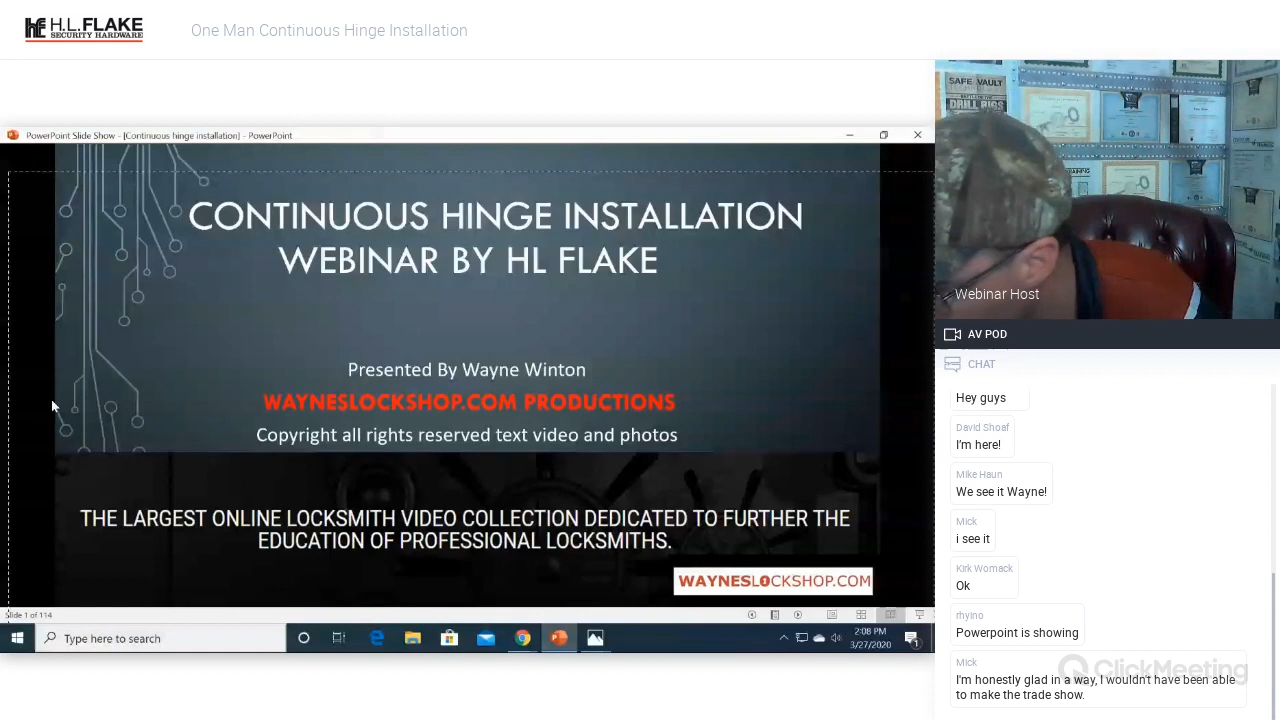 H.L.FLAKE
SECURITY HARDWARE
One Man Continuous Hinge Installation
PowerPoint Slide Show - [Continuous hinge installation] - PowerPoint
CONTINUOUS HINGE INSTALLATION
WEBINAR BY HL FLAKE
Presented By Wayne Winton
WAYNESLOCKSHOP.COM PRODUCTIONS
Copyright all rights reserved text video and photos
THE LARGEST ONLINE LOCKSMITH VIDEO COLLECTION DEDICATED TO FURTHER THE
EDUCATION OF PROFESSIONAL LOCKSMITHS.
WAYNESLOCKSHOP.COM
Slide 1 of 114
Type here to search
2:08 PM
3/27/2020
1
SAFE VAULT
DRILL RIGS
Webinar Host
AV POD
CHAT
Hey guys
David Shoaf
I'm here!
Mike Haun
We see it Wayne!
Mick
i see it
Kirk Womack
Ok
rhyino
Powerpoint is showing
Mick
I'm honestly glad in a way, I wouldn't have been able
to make the trade show.
ClickMeeting